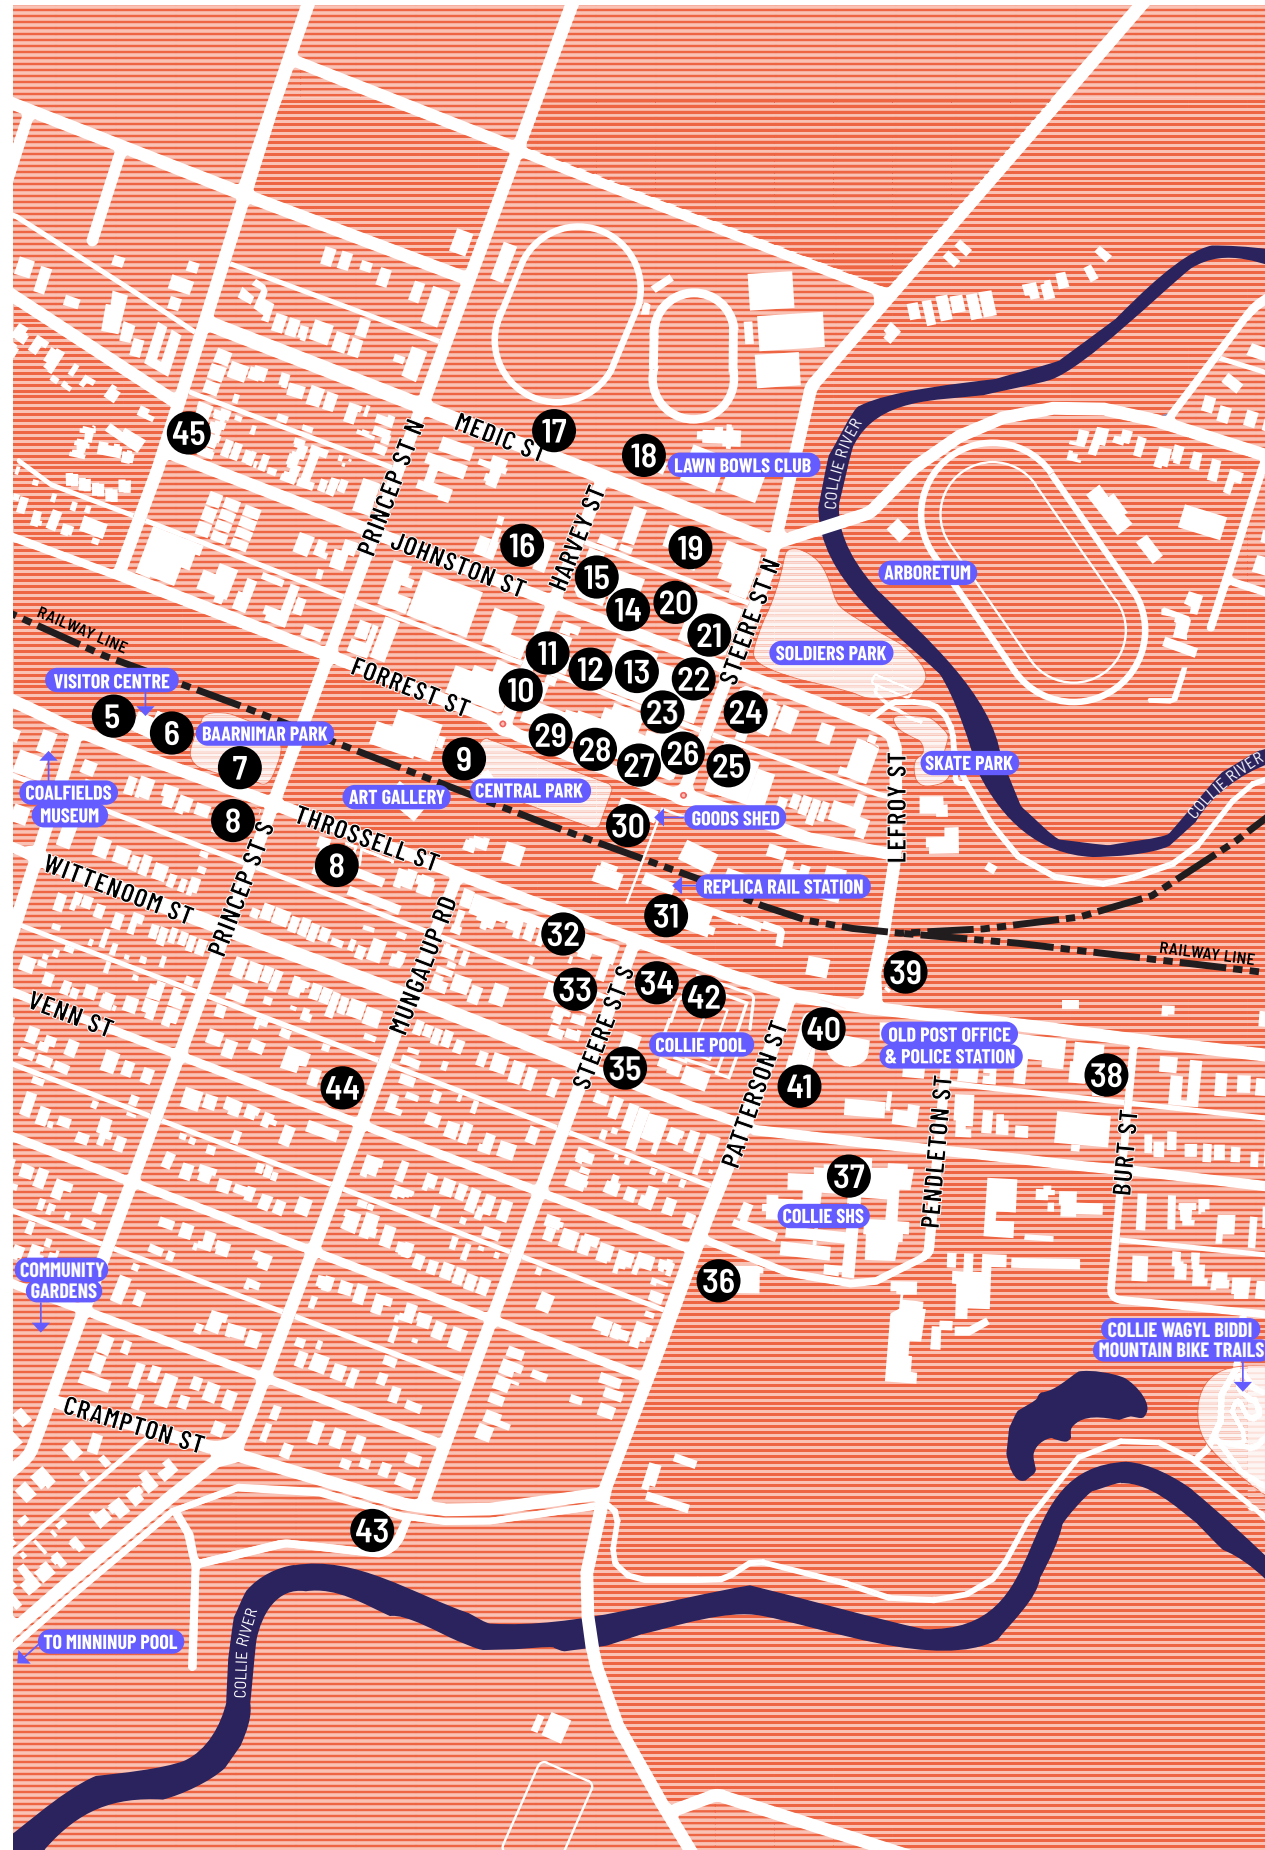 45
PRINCEP ST N
MEDIC ST
17
18
LAWN BOWLS CLUB
COLLIE RIVER
JOHNSTON ST
16
HARVEY ST
15
14
19
20
21
STEERE ST N
ARBORETUM
SOLDIERS PARK
RAILWAY LINE
VISITOR CENTRE
5
6
BAARNIMAR PARK
7
FORREST ST
11
12
13
22
10
23
24
29
28
27
26
25
9
CENTRAL PARK
ART GALLERY
LEFROY ST
SKATE PARK
COLLIE RIVER
COALFIELDS
MUSEUM
8
THROSSELL ST
8
30
GOODS SHED
REPLICA RAIL STATION
31
WITTENOOM ST
PRINCEP ST S
MUNGALUP RD
32
33
34
42
STEERE ST S
COLLIE POOL
35
39
RAILWAY LINE
VENN ST
44
PATTERSON ST
40
41
OLD POST OFFICE
& POLICE STATION
38
PENDLETON ST
BURT ST
37
COLLIE SHS
36
COMMUNITY
GARDENS
COLLIE WAGYL BIDDI
MOUNTAIN BIKE TRAILS
CRAMPTON ST
43
TO MINNINUP POOL
COLLIE RIVER